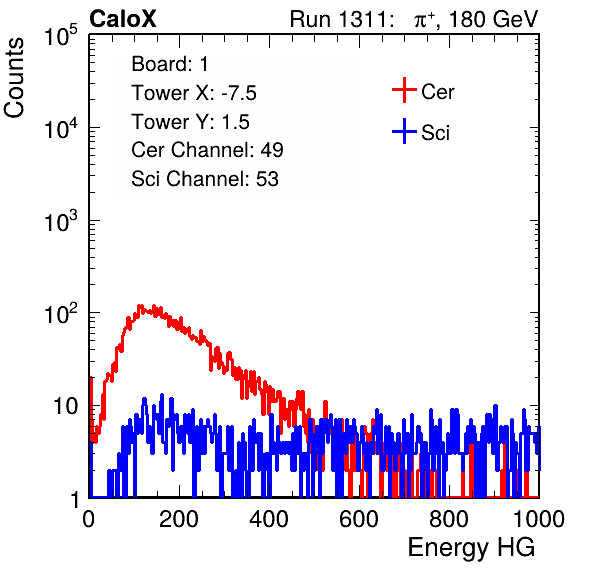 CaloX Run 1311: π⁺, 180 GeV
Counts
Board: 1
Tower X: -7.5
Tower Y: 1.5
Cer Channel: 49
Sci Channel: 53
Cer
Sci
10⁵
10⁴
10³
10²
10
1
0 200 400 600 800 1000
Energy HG